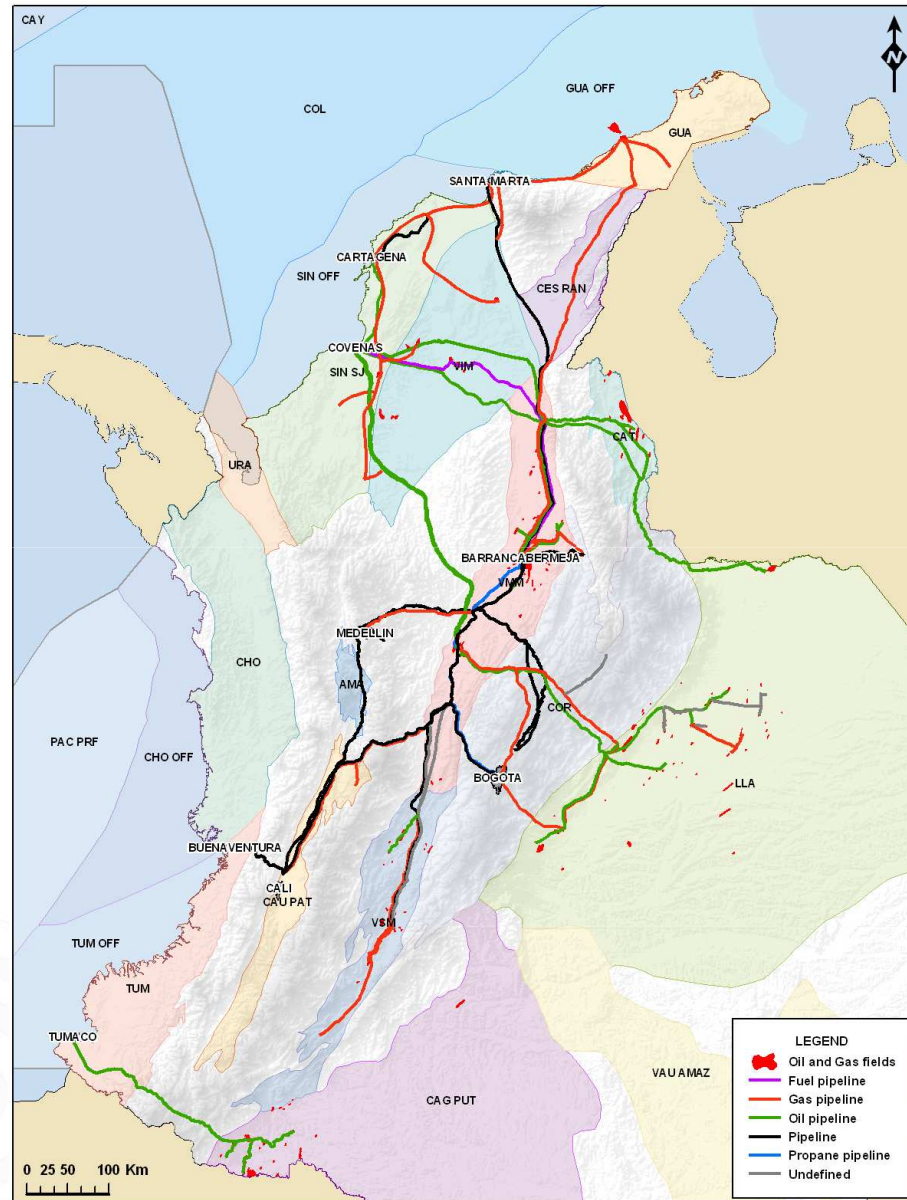 CAY
N
COL
GUA OFF
GUA
SANTA MARTA
CARTAGENA
SIN OFF
CES RAN
COVENAS
SIN SJ
VIM
CAT
URA
BARRANCABERMEJA
VMM
MEDELLIN
CHO
AMA
COR
PAC PRF
CHO OFF
BOGOTA
LLA
BUENAVENTURA
CALI
CAU PAT
VSM
TUM OFF
TUM
TUMACO
VAU AMAZ
CAG PUT
LEGEND
Oil and Gas fields
Fuel pipeline
Gas pipeline
Oil pipeline
Pipeline
Propane pipeline
Undefined
0 25 50 100 Km